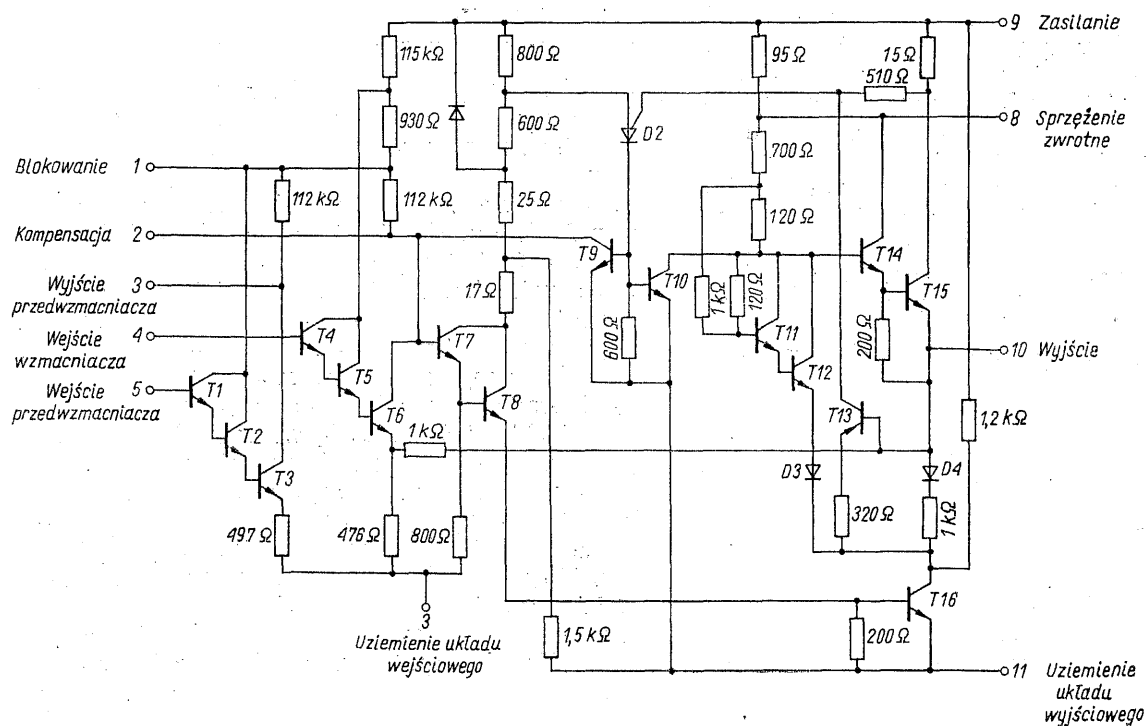 9 Zasilanie
115 kΩ
800 Ω
95 Ω
15 Ω
510 Ω
930 Ω
600 Ω
D2
8 Sprzężenie
zwrotne
700 Ω
Blokowanie 1
112 kΩ
112 kΩ
25 Ω
120 Ω
Kompensacja 2
T9
T14
T10
T15
Wyjście 3
przedwzmacniacza
17 Ω
1 kΩ
120 Ω
T11
Wejście 4
wzmacniacza
T4
T7
600 Ω
200 Ω
10 Wyjście
T12
Wejście 5
przedwzmacniacza
T1
T5
T8
T13
1,2 kΩ
T6
T2
1 kΩ
T3
D3
D4
497 Ω
476 Ω
800 Ω
320 Ω
1 kΩ
T16
3
Uziemienie układu
wejściowego
1,5 kΩ
200 Ω
11 Uziemienie
układu
wyjściowego